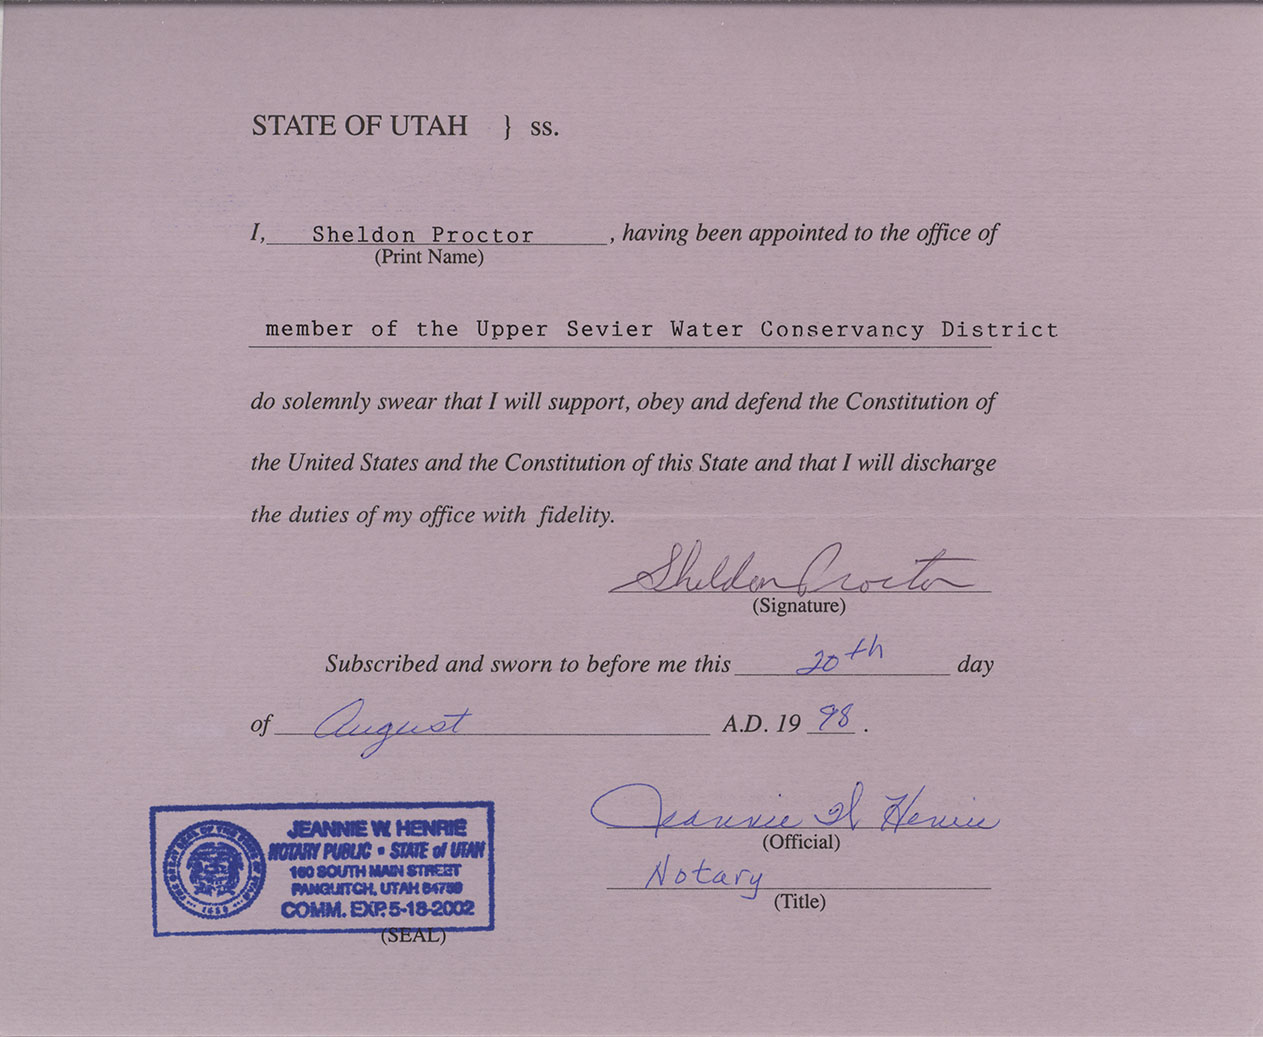 STATE OF UTAH } ss.
I, Sheldon Proctor, having been appointed to the office of
(Print Name)
member of the Upper Sevier Water Conservancy District
do solemnly swear that I will support, obey and defend the Constitution of
the United States and the Constitution of this State and that I will discharge
the duties of my office with fidelity.
Sheldon Proctor
(Signature)
Subscribed and sworn to before me this 20th day
of August A.D. 19 98.
Jeannie W Henrie
(Official)
Notary
(Title)
JEANNIE W. HENRIE
NOTARY PUBLIC • STATE of UTAH
160 SOUTH MAIN STREET
PANGUITCH, UTAH 84759
COMM. EXP. 5-18-2002
(SEAL)